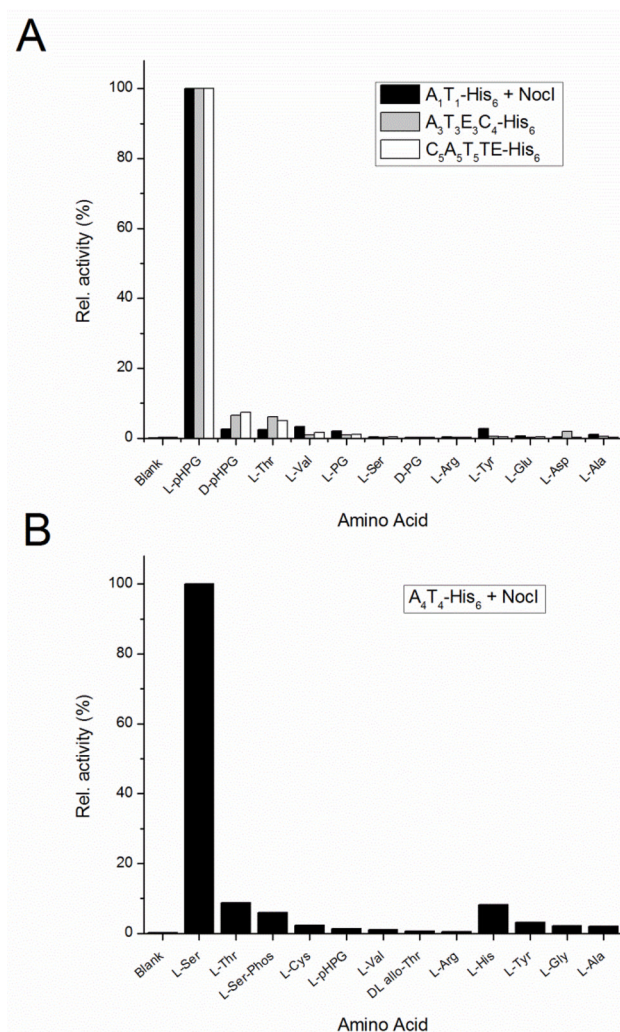 A
100
80
60
40
20
0
Rel. activity (%)
A₁T₁-His₆ + NocI
A₃T₃E₃C₄-His₆
C₅A₅T₅TE-His₆
Blank
L-pHPG
D-pHPG
L-Thr
L-Val
L-PG
L-Ser
D-PG
L-Arg
L-Tyr
L-Glu
L-Asp
L-Ala
Amino Acid
B
100
80
60
40
20
0
Rel. activity (%)
A₄T₄-His₆ + NocI
Blank
L-Ser
L-Thr
L-Ser-Phos
L-Cys
L-pHPG
L-Val
DL allo-Thr
L-Arg
L-His
L-Tyr
L-Gly
L-Ala
Amino Acid